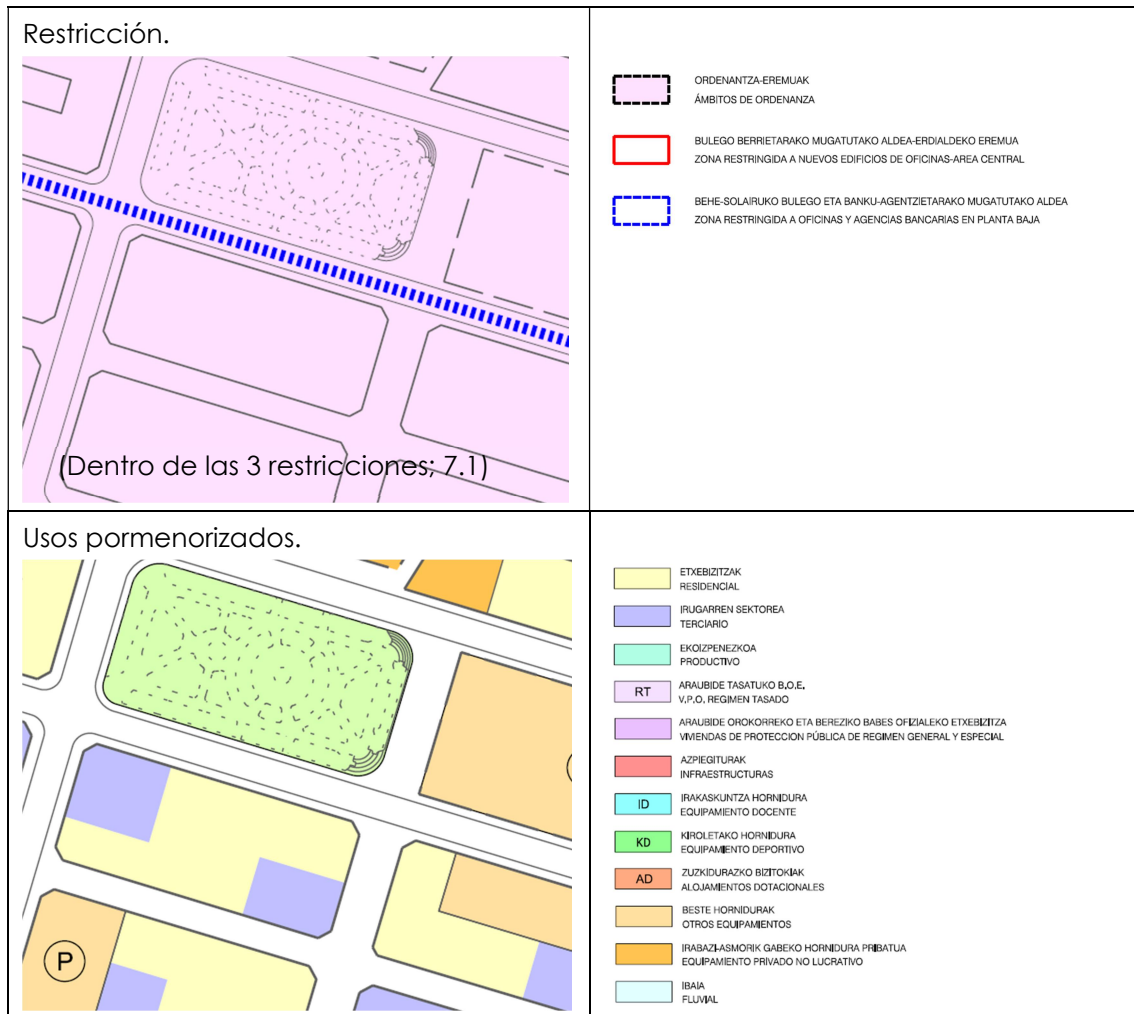 Restricción.
(Dentro de las 3 restricciones; 7.1)
ORDENANTZA-EREMUAK
ÁMBITOS DE ORDENANZA
BULEGO BERRIETARAKO MUGATUTAKO ALDEA-ERDIALDEKO EREMUA
ZONA RESTRINGIDA A NUEVOS EDIFICIOS DE OFICINAS-AREA CENTRAL
BEHE-SOLAIRUKO BULEGO ETA BANKU-AGENTZIETARAKO MUGATUTAKO ALDEA
ZONA RESTRINGIDA A OFICINAS Y AGENCIAS BANCARIAS EN PLANTA BAJA
Usos pormenorizados.
P
ETXEBIZITZAK
RESIDENCIAL
IRUGARREN SEKTOREA
TERCIARIO
EKOIZPENEZKOA
PRODUCTIVO
RT
ARAUBIDE TASATUKO B.O.E.
V.P.O. REGIMEN TASADO
ARAUBIDE OROKORREKO ETA BEREZIKO BABES OFIZIALEKO ETXEBIZITZA
VIVIENDAS DE PROTECCION PÚBLICA DE REGIMEN GENERAL Y ESPECIAL
AZPIEGITURAK
INFRAESTRUCTURAS
ID
IRAKASKUNTZA HORNIDURA
EQUIPAMIENTO DOCENTE
KD
KIROLETAKO HORNIDURA
EQUIPAMIENTO DEPORTIVO
AD
ZUZKIDURAZKO BIZITOKIAK
ALOJAMIENTOS DOTACIONALES
BESTE HORNIDURAK
OTROS EQUIPAMIENTOS
IRABAZI-ASMORIK GABEKO HORNIDURA PRIBATUA
EQUIPAMIENTO PRIVADO NO LUCRATIVO
IBAIA
FLUVIAL